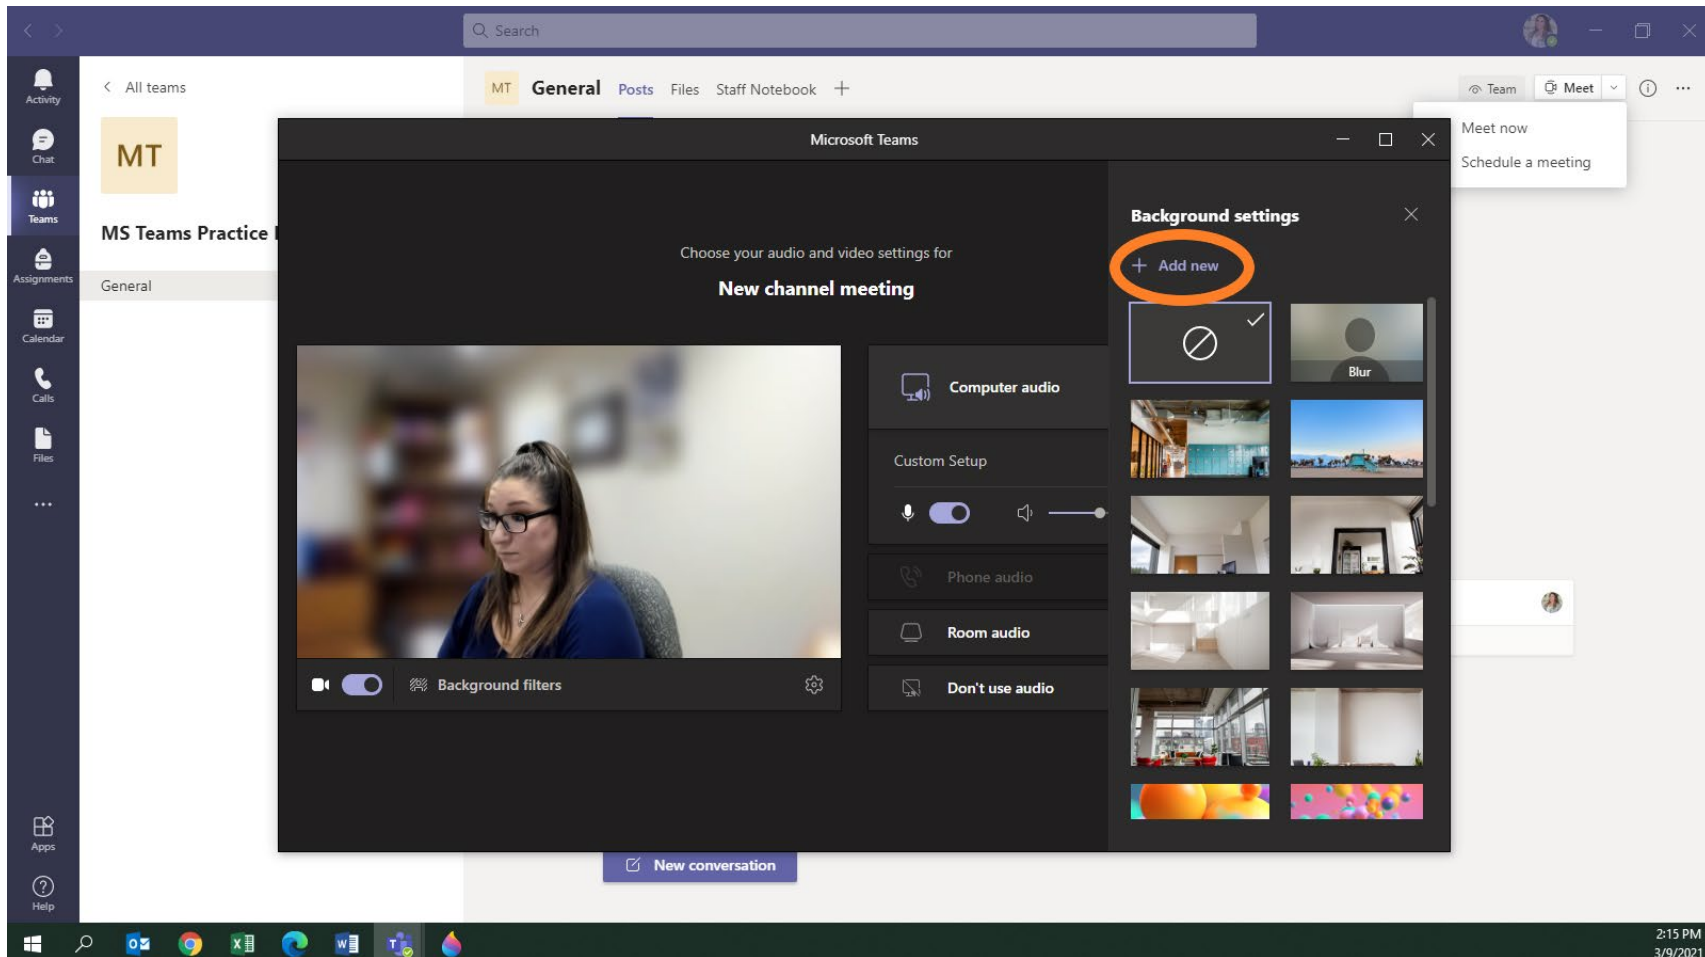 Search
Activity
Chat
Teams
Assignments
Calendar
Calls
Files
Apps
Help
All teams
MT
MS Teams Practice
General
MT General Posts Files Staff Notebook
Team
Meet
Meet now
Schedule a meeting
Microsoft Teams
Choose your audio and video settings for
New channel meeting
Background filters
Computer audio
Custom Setup
Phone audio
Room audio
Don't use audio
Background settings
Add new
Blur
New conversation
2:15 PM
3/9/2021